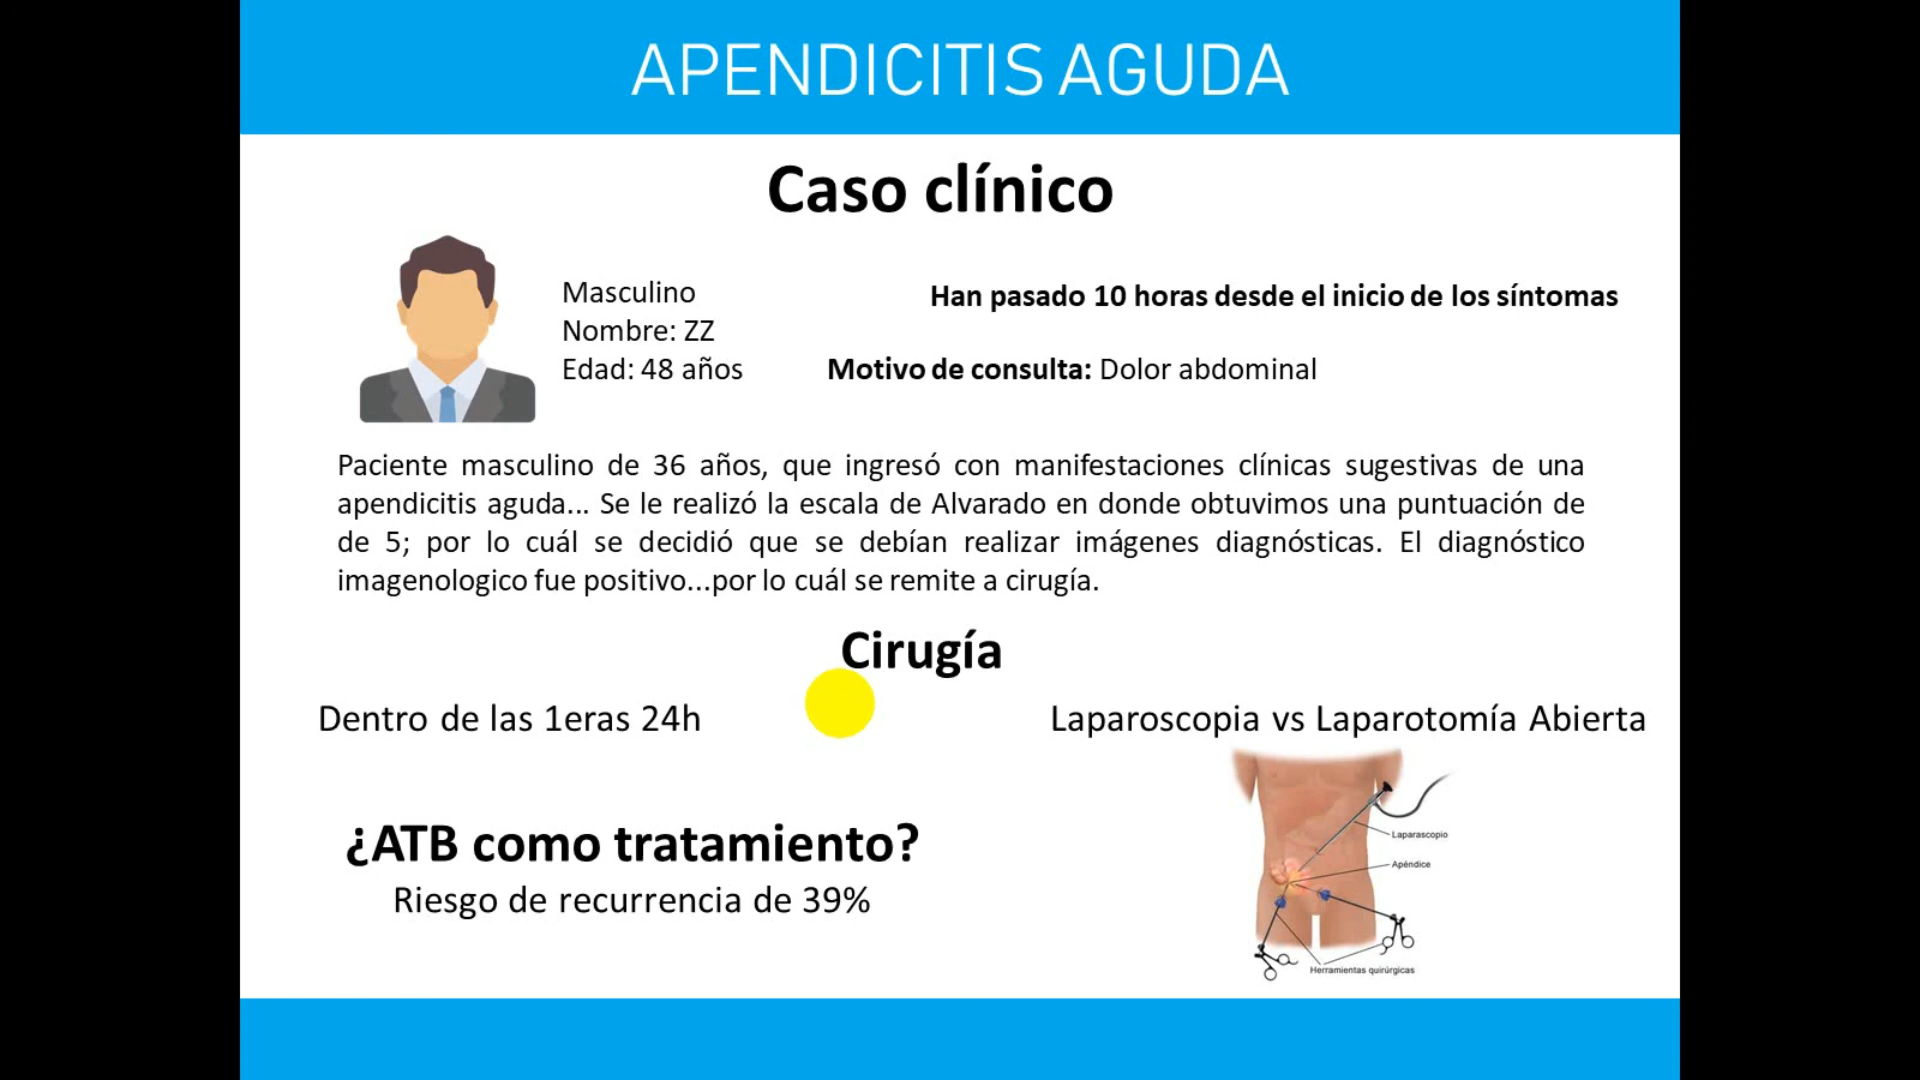 APENDICITIS AGUDA
Caso clínico
Masculino
Nombre: ZZ
Edad: 48 años
Han pasado 10 horas desde el inicio de los síntomas
Motivo de consulta: Dolor abdominal
Paciente masculino de 36 años, que ingresó con manifestaciones clínicas sugestivas de una
apendicitis aguda... Se le realizó la escala de Alvarado en donde obtuvimos una puntuación de
de 5; por lo cuál se decidió que se debían realizar imágenes diagnósticas. El diagnóstico
imagenologico fue positivo...por lo cuál se remite a cirugía.
Cirugía
Dentro de las 1eras 24h
Laparoscopia vs Laparotomía Abierta
Laparascopio
Apéndice
Herramientas quirúrgicas
¿ATB como tratamiento?
Riesgo de recurrencia de 39%